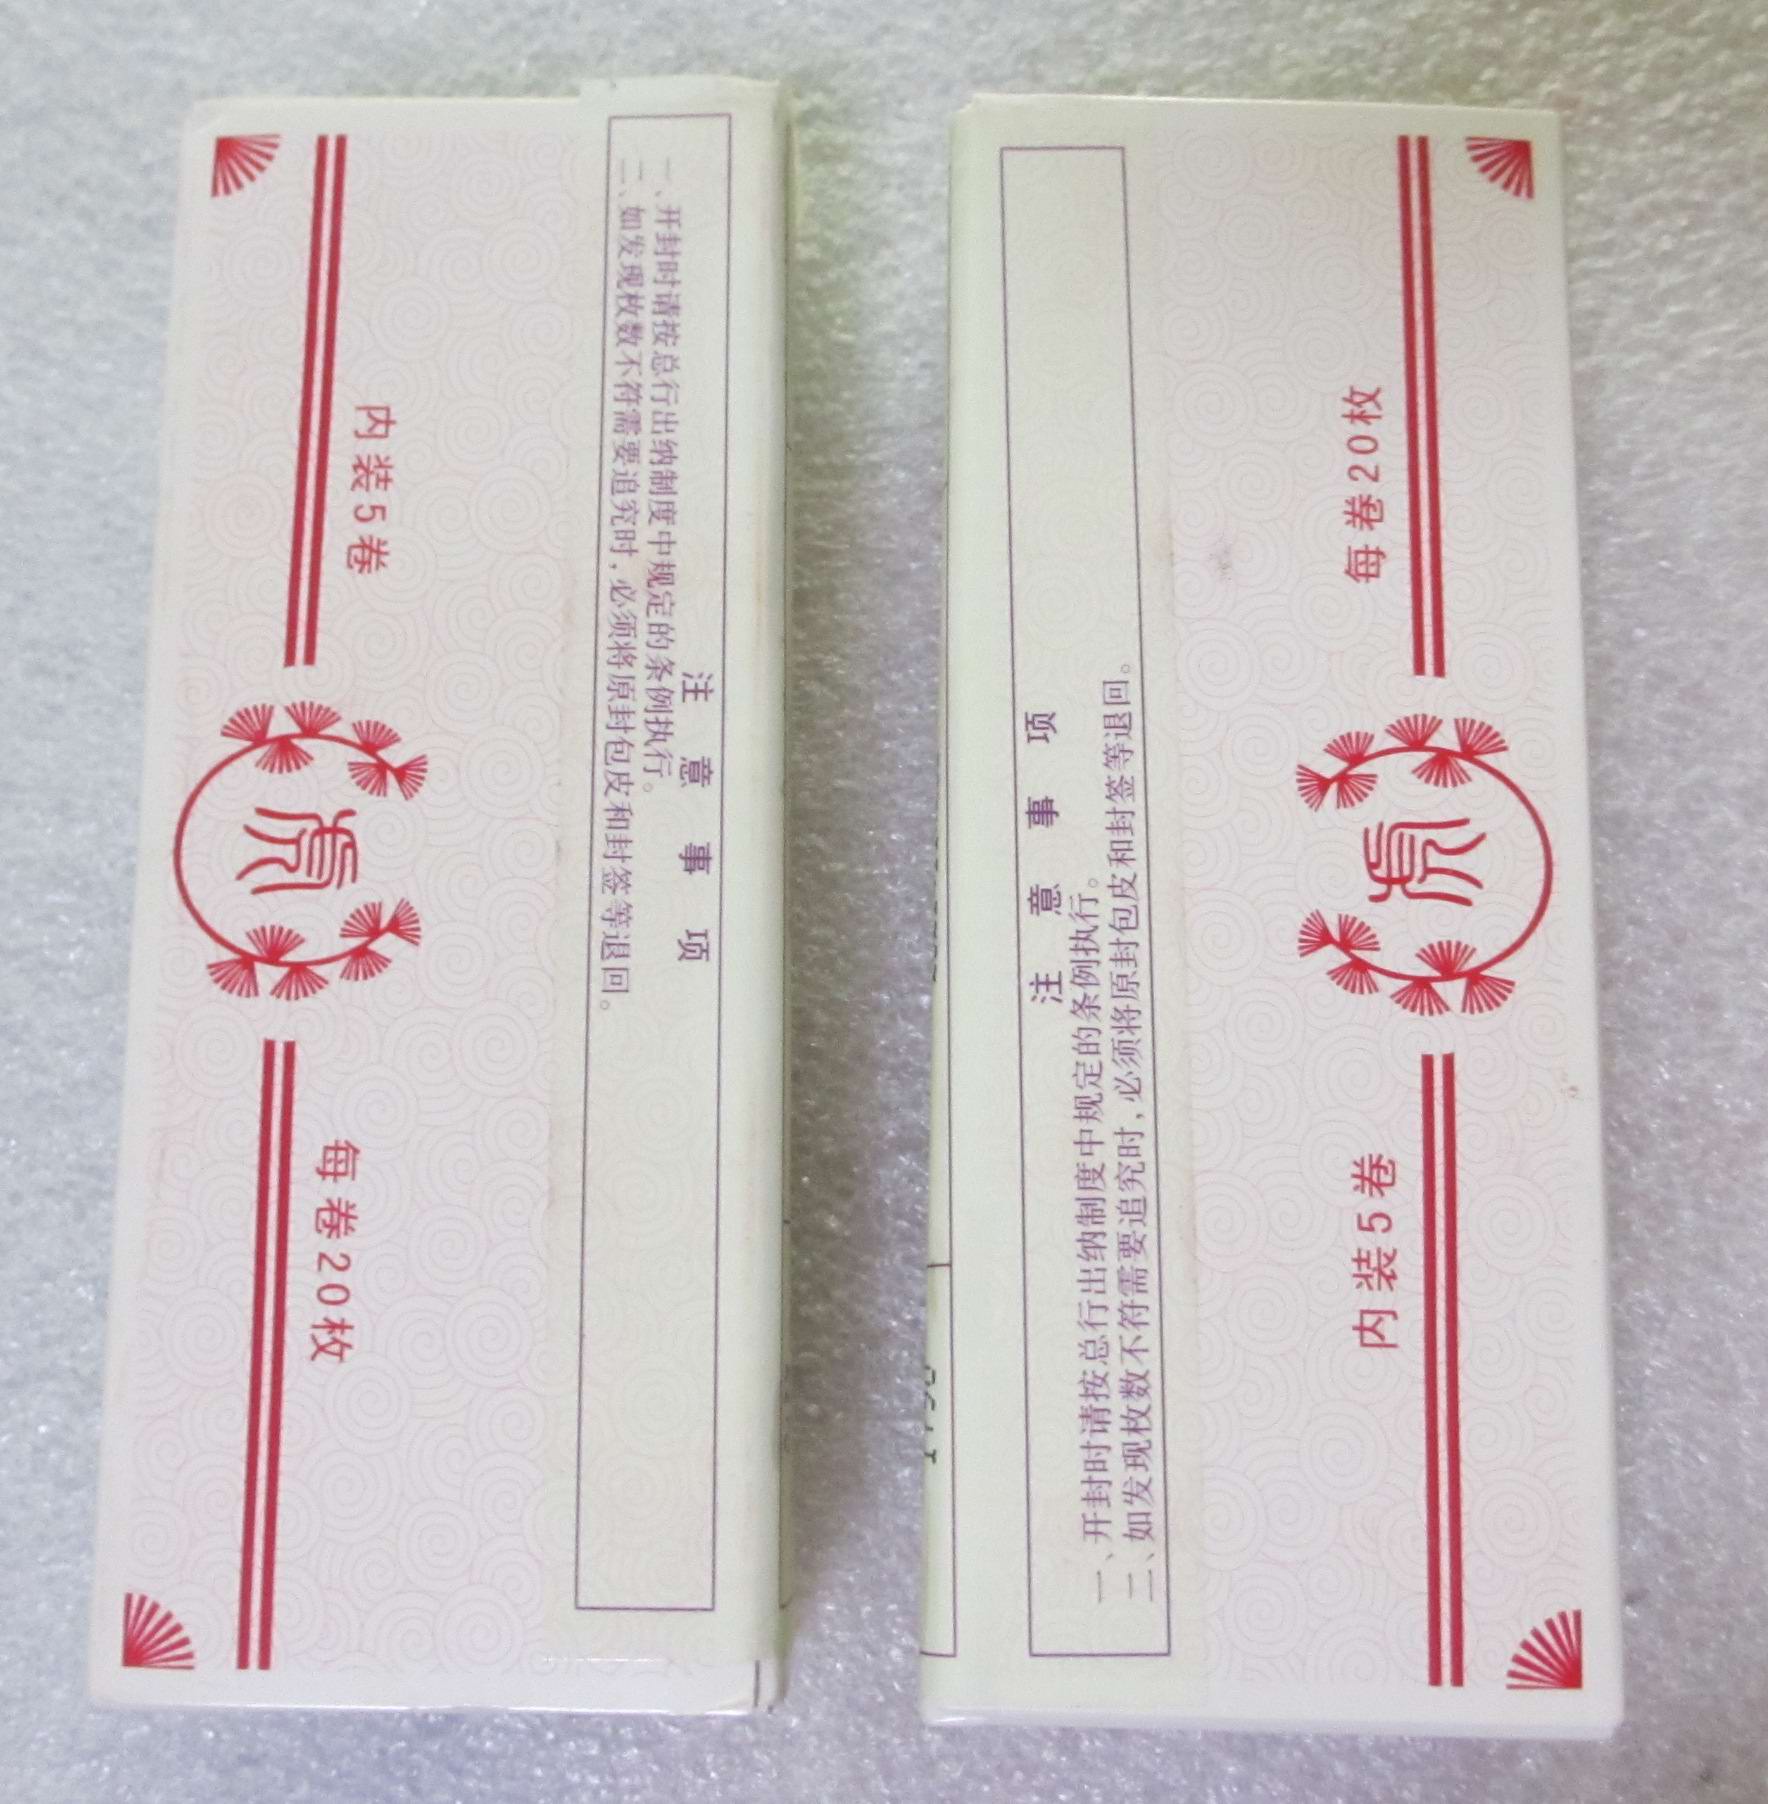 内装5卷
每卷20枚
注意事项
一、开封时请按总行出纳制度中规定的条例执行。
二、如发现枚数不符需要追究时,必须将原封包皮和封签等退回。
内装5卷
每卷20枚
注意事项
一、开封时请按总行出纳制度中规定的条例执行。
二、如发现枚数不符需要追究时,必须将原封包皮和封签等退回。